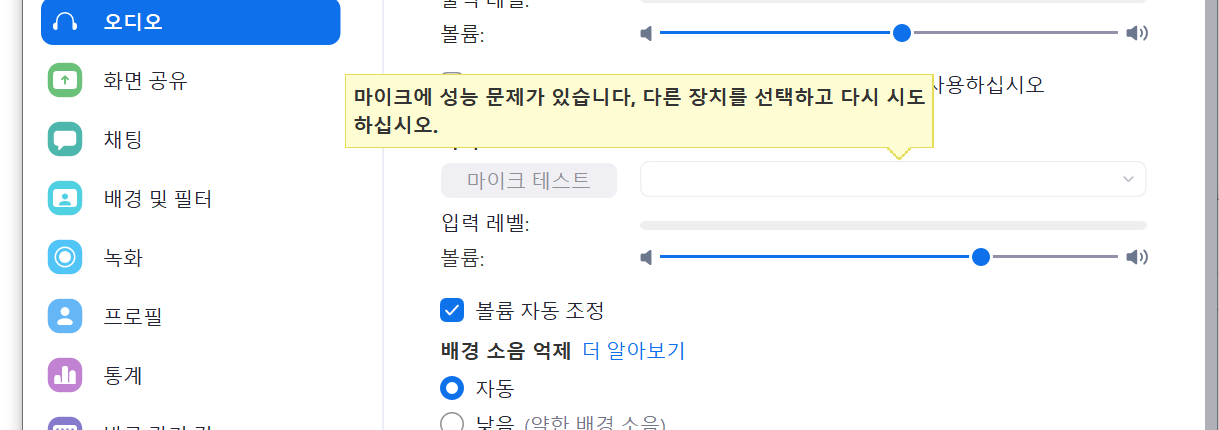 오디오
화면 공유
채팅
배경 및 필터
녹화
프로필
통계
볼륨:
사용하십시오
마이크에 성능 문제가 있습니다, 다른 장치를 선택하고 다시 시도
하십시오.
마이크 테스트
입력 레벨:
볼륨:
볼륨 자동 조정
배경 소음 억제 더 알아보기
자동
낮음 (약한 배경 소음)